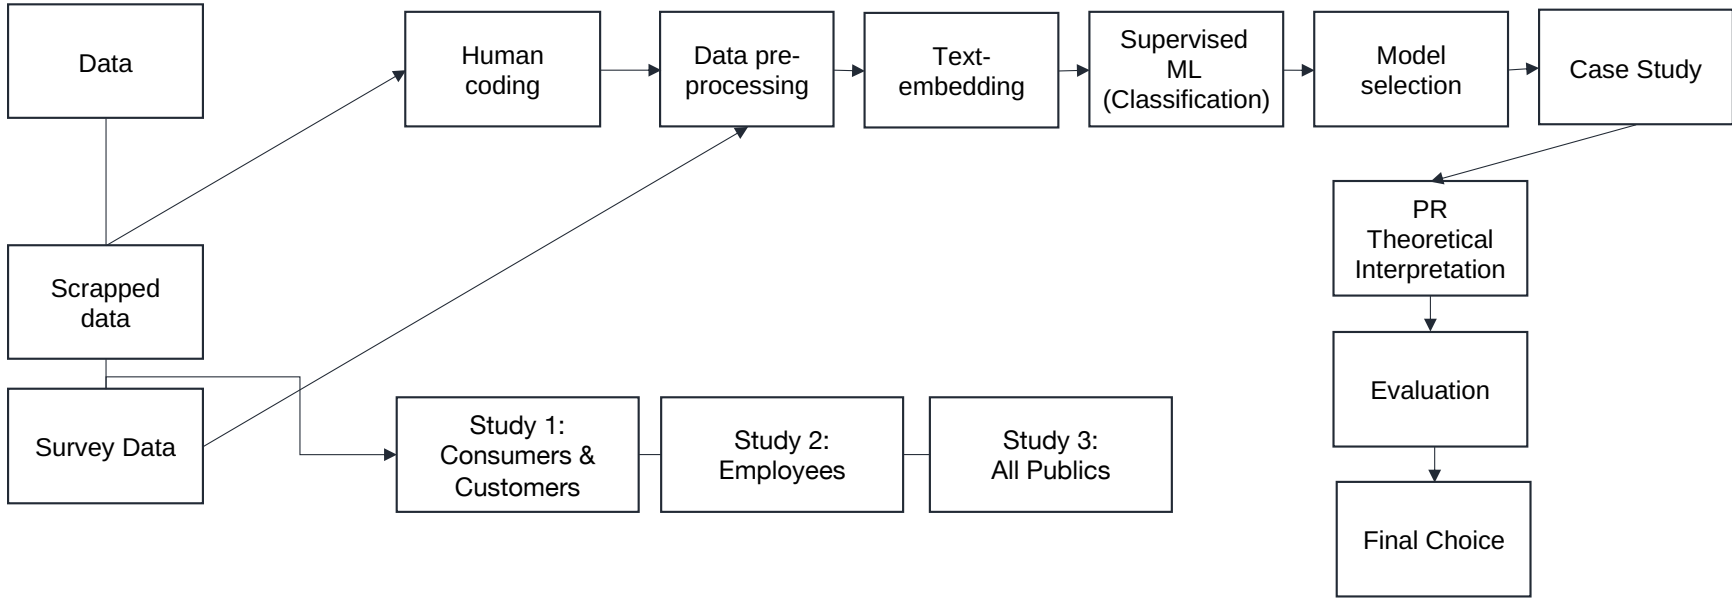 Data
Human
coding
Data pre-
processing
Text-
embedding
Supervised
ML
(Classification)
Model
selection
Case Study
PR
Theoretical
Interpretation
Scrapped
data
Evaluation
Survey Data
Study 1:
Consumers &
Customers
Study 2:
Employees
Study 3:
All Publics
Final Choice